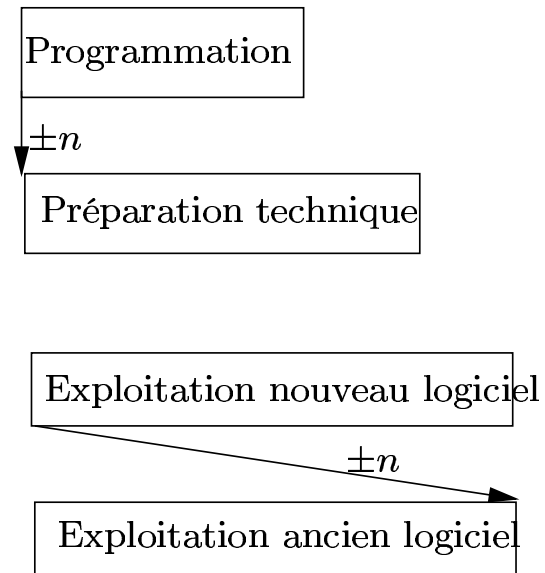 Programmation
±n
Préparation technique
Exploitation nouveau logiciel
±n
Exploitation ancien logiciel